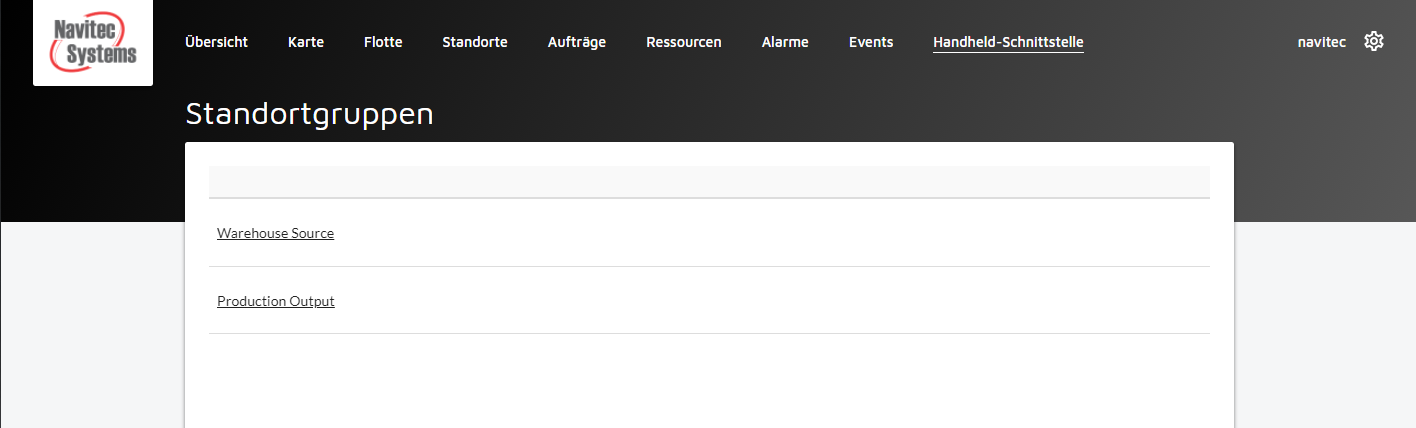 Navitec
Systems
Übersicht Karte Flotte Standorte Aufträge Ressourcen Alarme Events Handheld-Schnittstelle navitec
Standortgruppen
Warehouse Source
Production Output